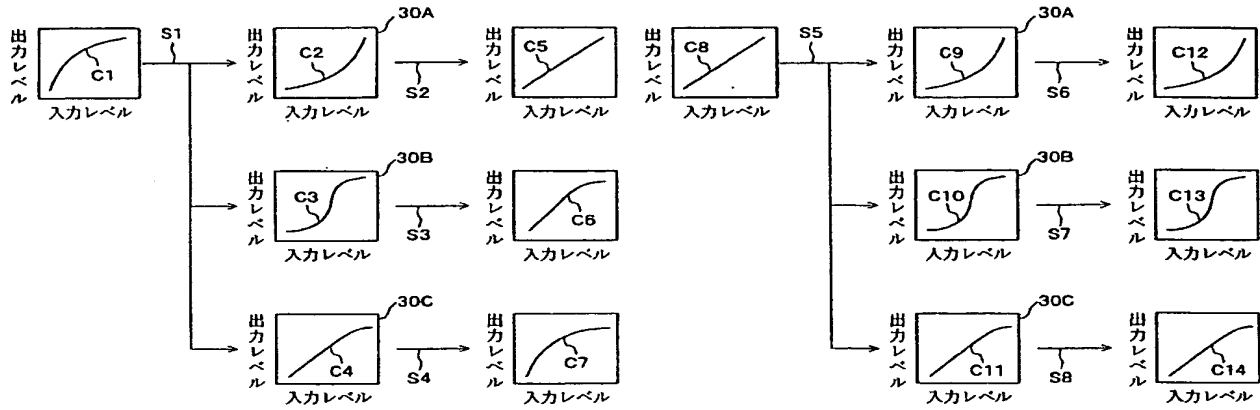 30A
出力レベル
C1
入力レベル
S1
出力レベル
C2
入力レベル
S2
出力レベル
C5
入力レベル
出力レベル
C8
入力レベル
S5
30A
出力レベル
C9
入力レベル
S6
出力レベル
C12
入力レベル
30B
出力レベル
C3
入力レベル
S3
出力レベル
C6
入力レベル
30B
出力レベル
C10
入力レベル
S7
出力レベル
C13
入力レベル
30C
出力レベル
C4
入力レベル
S4
出力レベル
C7
入力レベル
30C
出力レベル
C11
入力レベル
S8
出力レベル
C14
入力レベル